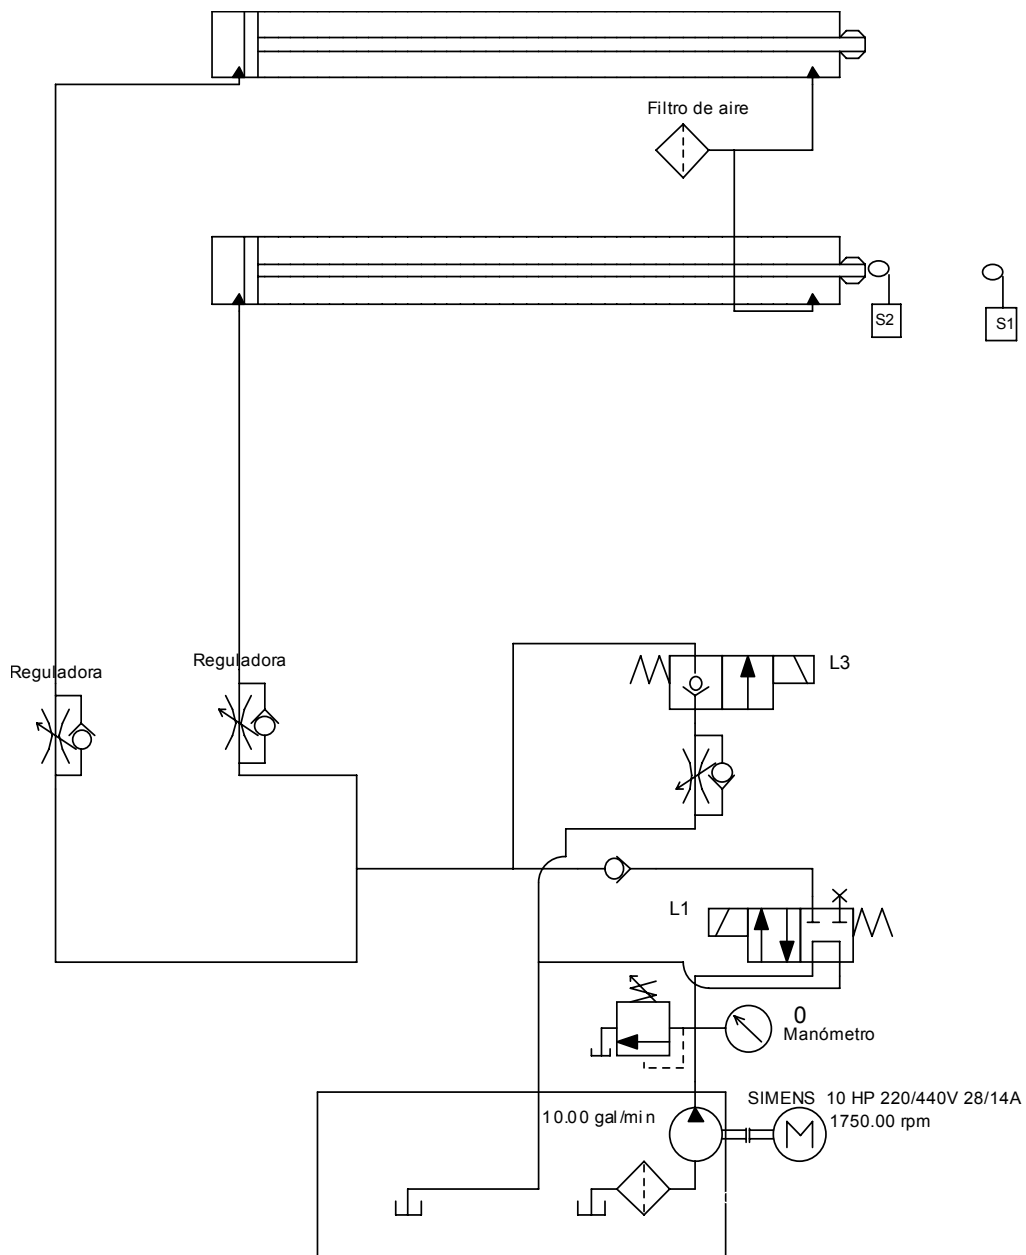 Filtro de aire
S2
S1
Reguladora
Reguladora
L3
L1
0
Manómetro
SIMENS 10 HP 220/440V 28/14A
10.00 gal/min
1750.00 rpm
M